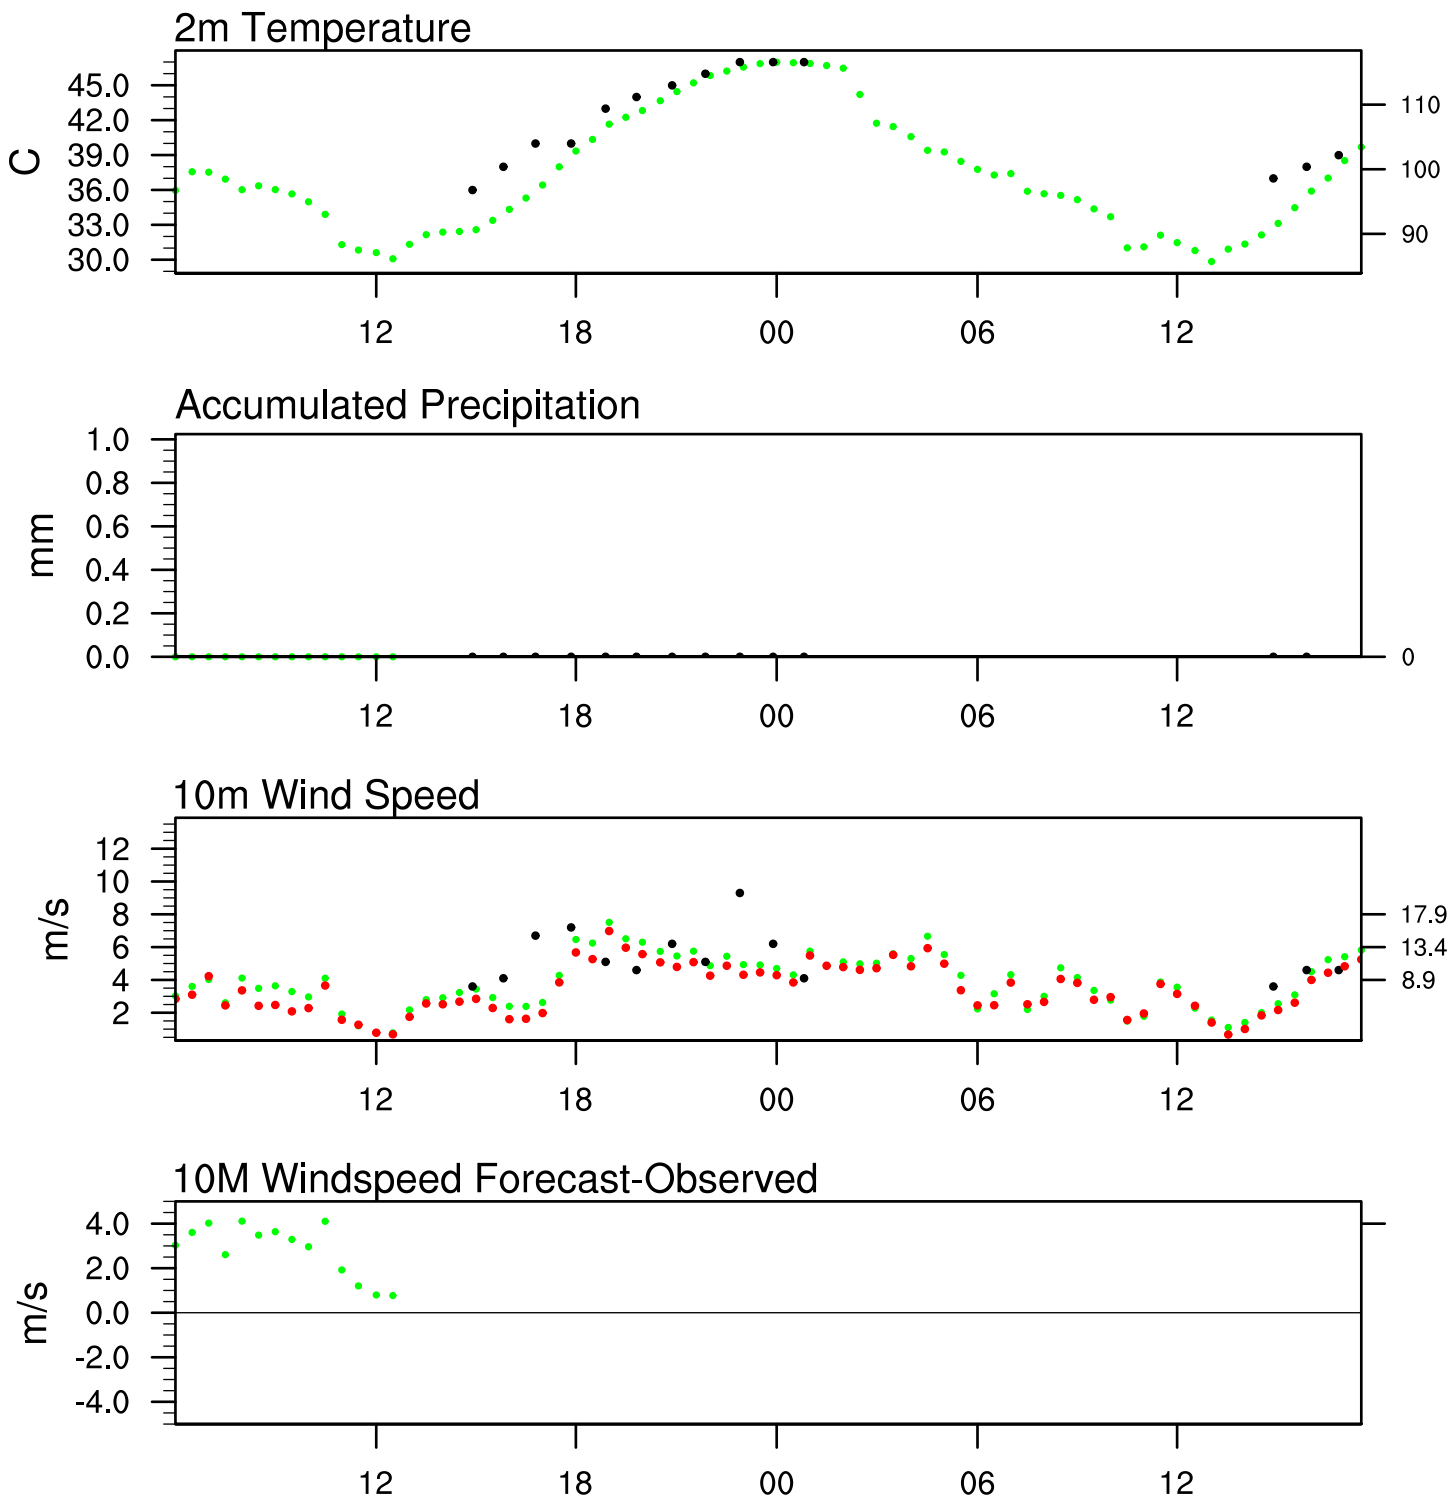 2m Temperature
C
45.0
42.0
39.0
36.0
33.0
30.0
110
100
90
12 18 00 06 12
Accumulated Precipitation
mm
1.0
0.8
0.6
0.4
0.2
0.0
0
12 18 00 06 12
10m Wind Speed
m/s
12
10
8
6
4
2
17.9
13.4
8.9
12 18 00 06 12
10M Windspeed Forecast-Observed
m/s
4.0
2.0
0.0
-2.0
-4.0
12 18 00 06 12